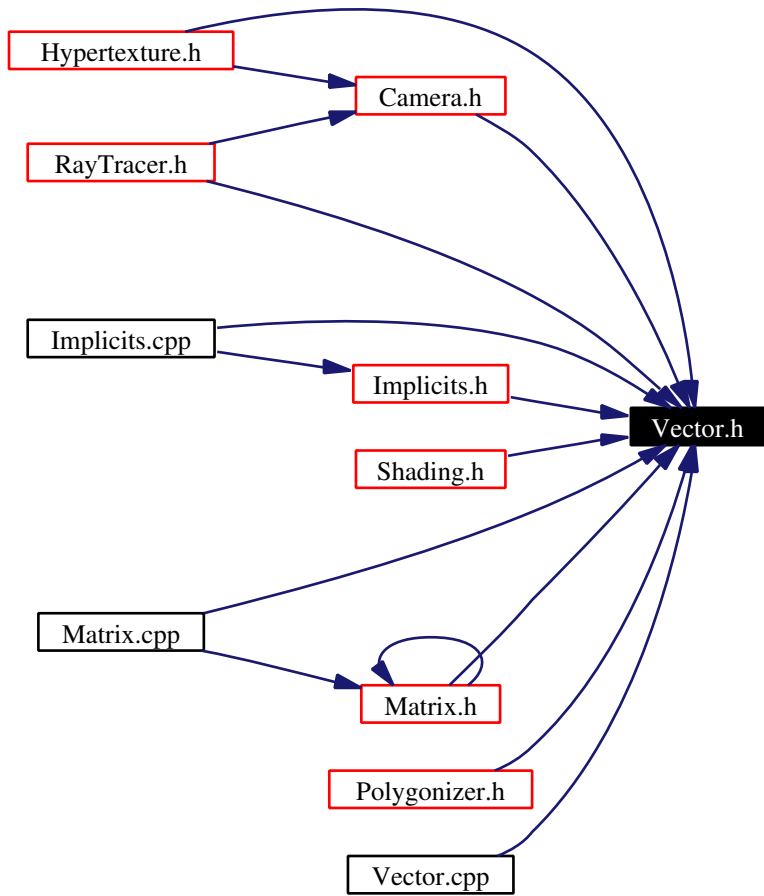 Hypertexture.h
Camera.h
RayTracer.h
Implicits.cpp
Implicits.h
Vector.h
Shading.h
Matrix.cpp
Matrix.h
Polygonizer.h
Vector.cpp